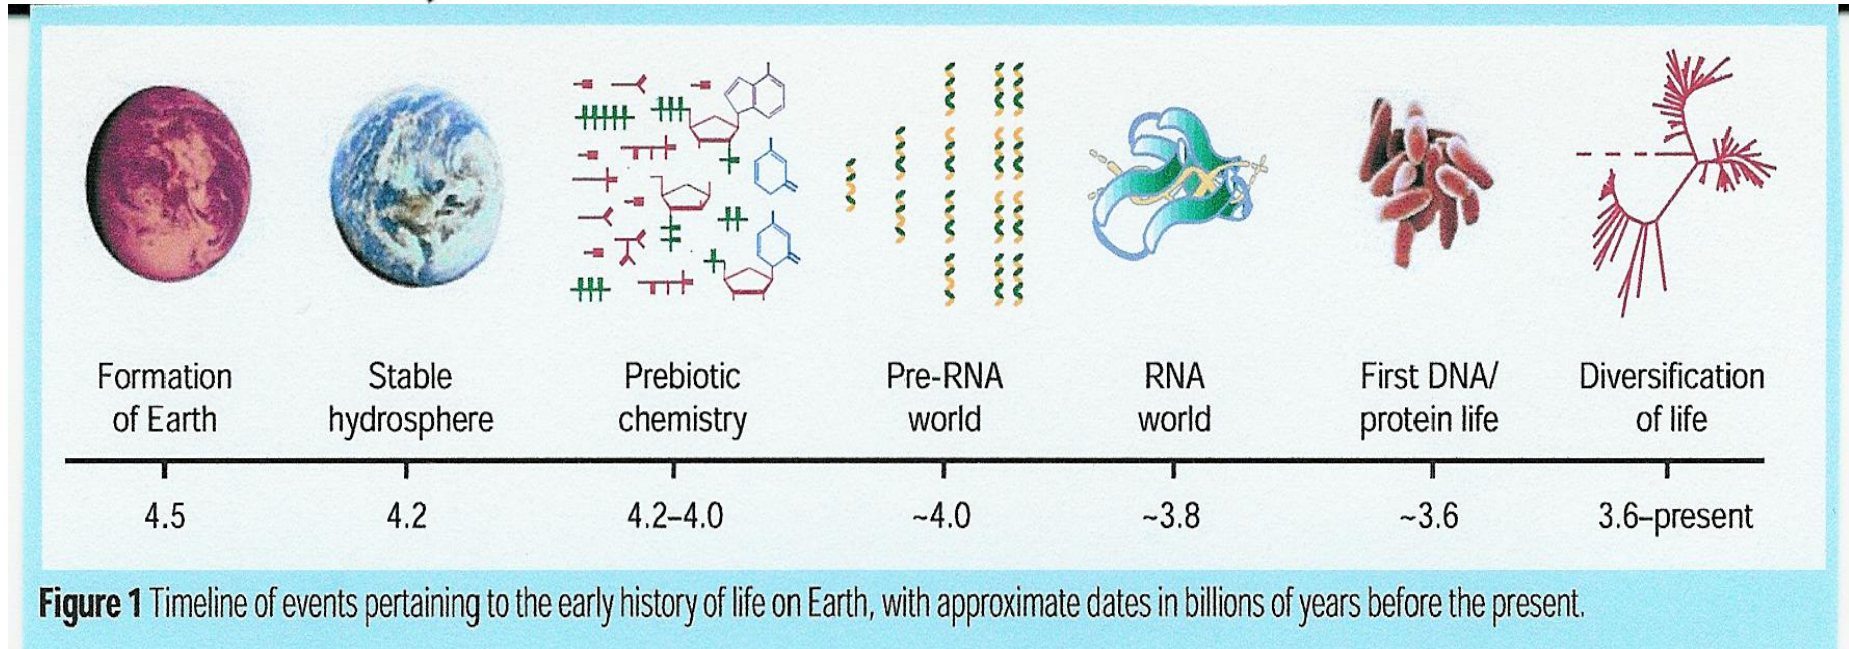 Formation
of Earth
Stable
hydrosphere
Prebiotic
chemistry
Pre-RNA
world
RNA
world
First DNA/
protein life
Diversification
of life
4.5
4.2
4.2–4.0
~4.0
~3.8
~3.6
3.6–present
Figure 1 Timeline of events pertaining to the early history of life on Earth, with approximate dates in billions of years before the present.